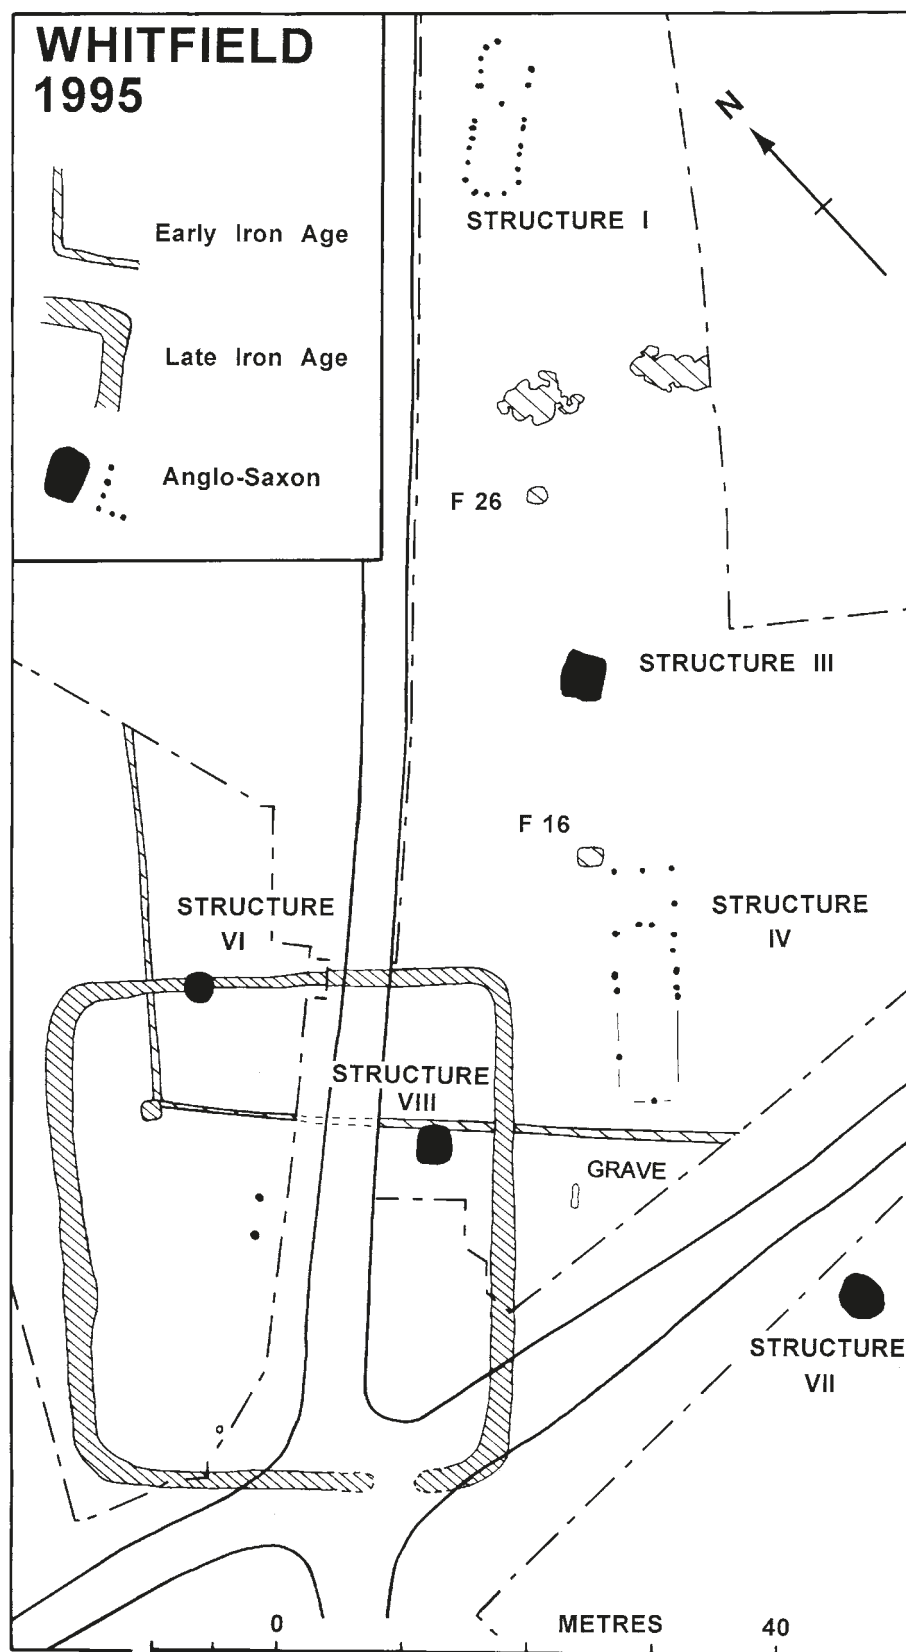 WHITFIELD
1995
Early Iron Age
Late Iron Age
Anglo-Saxon
N
STRUCTURE I
F 26
STRUCTURE III
F 16
STRUCTURE
VI
STRUCTURE
IV
STRUCTURE
VIII
GRAVE
STRUCTURE
VII
0 METRES 40